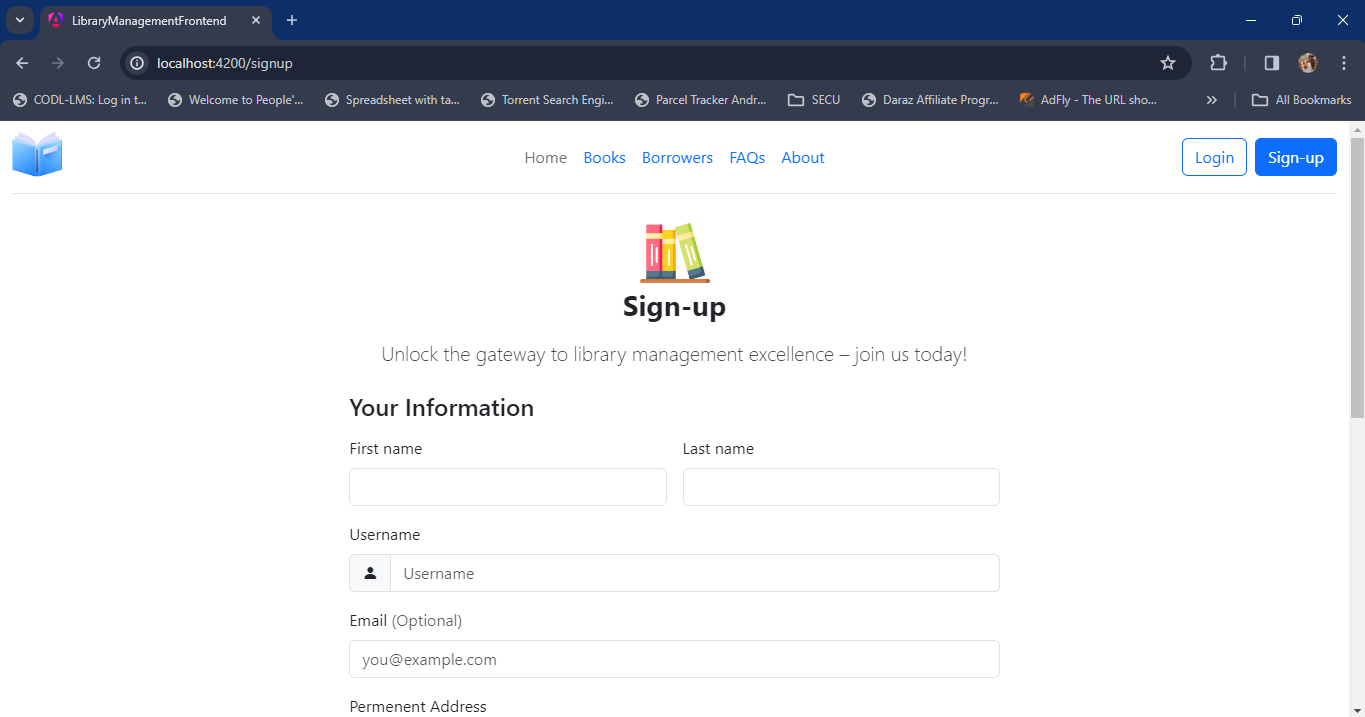 LibraryManagementFrontend
localhost:4200/signup
CODL-LMS: Log in t... Welcome to People'... Spreadsheet with ta... Torrent Search Engi... Parcel Tracker Andr... SECU Daraz Affiliate Progr... AdFly - The URL sho... » All Bookmarks
Home Books Borrowers FAQs About Login Sign-up
Sign-up
Unlock the gateway to library management excellence – join us today!
Your Information
First name Last name
Username
Username
Email (Optional)
you@example.com
Permenent Address